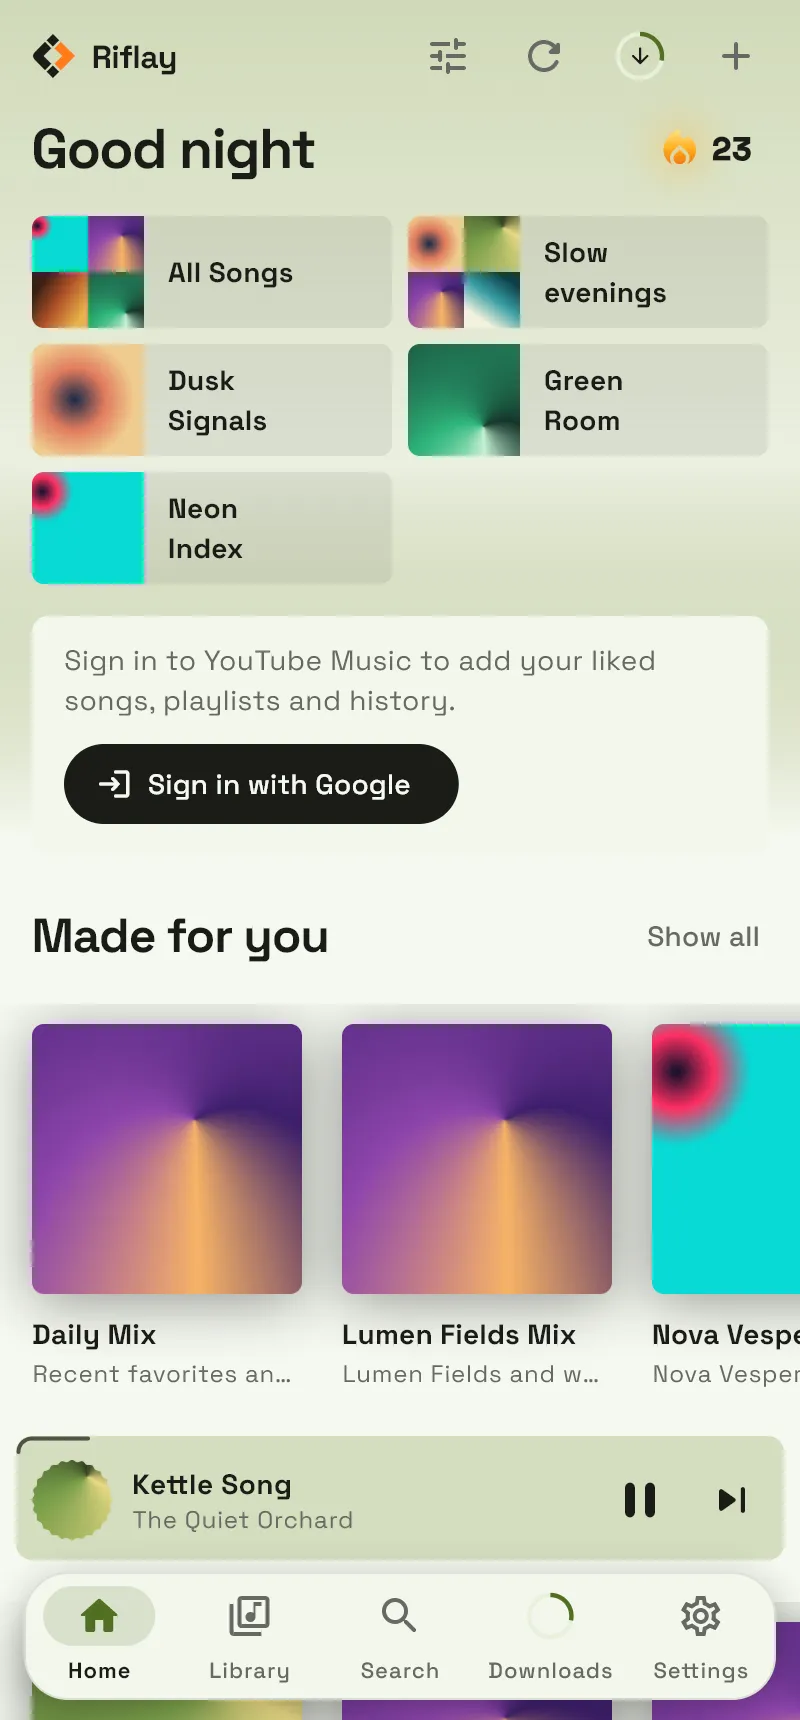 Riflay
Good night
23
All Songs
Slow
evenings
Dusk
Signals
Green
Room
Neon
Index
Sign in to YouTube Music to add your liked
songs, playlists and history.
Sign in with Google
Made for you
Show all
Daily Mix
Recent favorites an...
Lumen Fields Mix
Lumen Fields and w...
Nova Vespe
Nova Vesper
Kettle Song
The Quiet Orchard
Home
Library
Search
Downloads
Settings